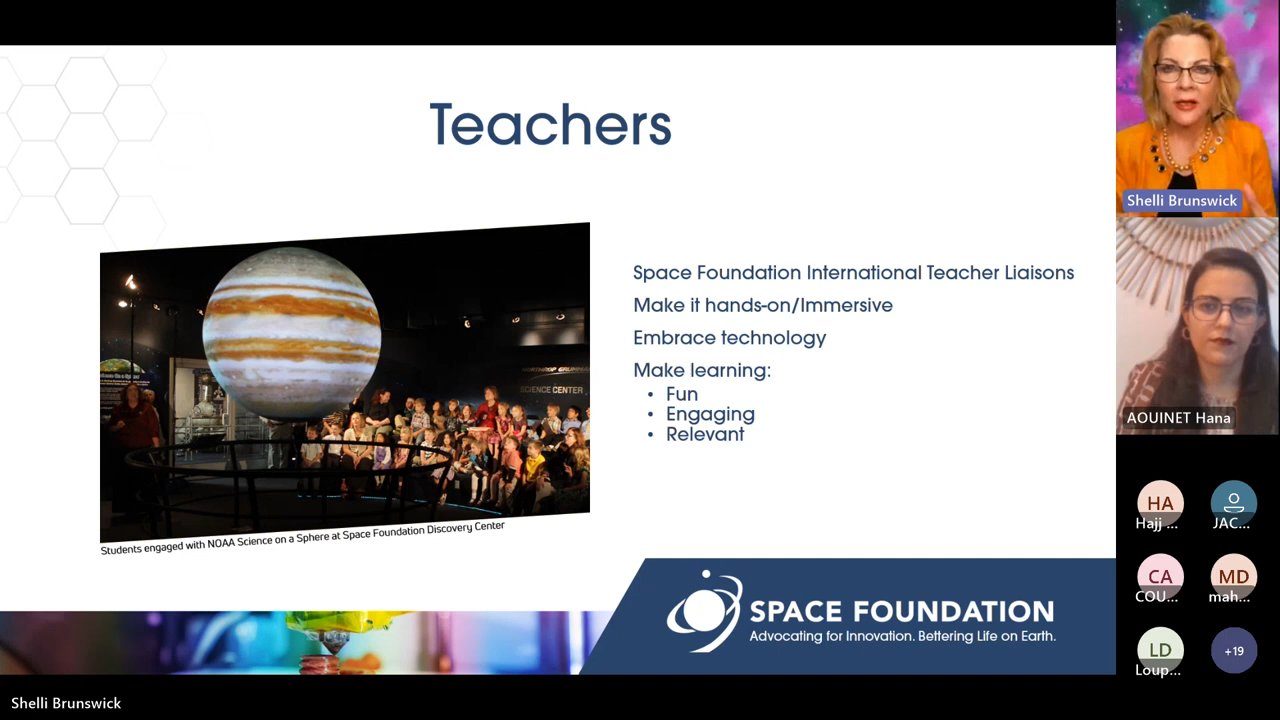 Teachers
Space Foundation International Teacher Liaisons
Make it hands-on/Immersive
Embrace technology
Make learning:
• Fun
• Engaging
• Relevant
SCIENCE CENTER
Students engaged with NOAA Science on a Sphere at Space Foundation Discovery Center
SPACE FOUNDATION
Advocating for Innovation. Bettering Life on Earth.
Shelli Brunswick
Shelli Brunswick
AOUINET Hana
HA
Hajj ...
JAC...
CA
COU...
MD
mah...
LD
Loup...
+19